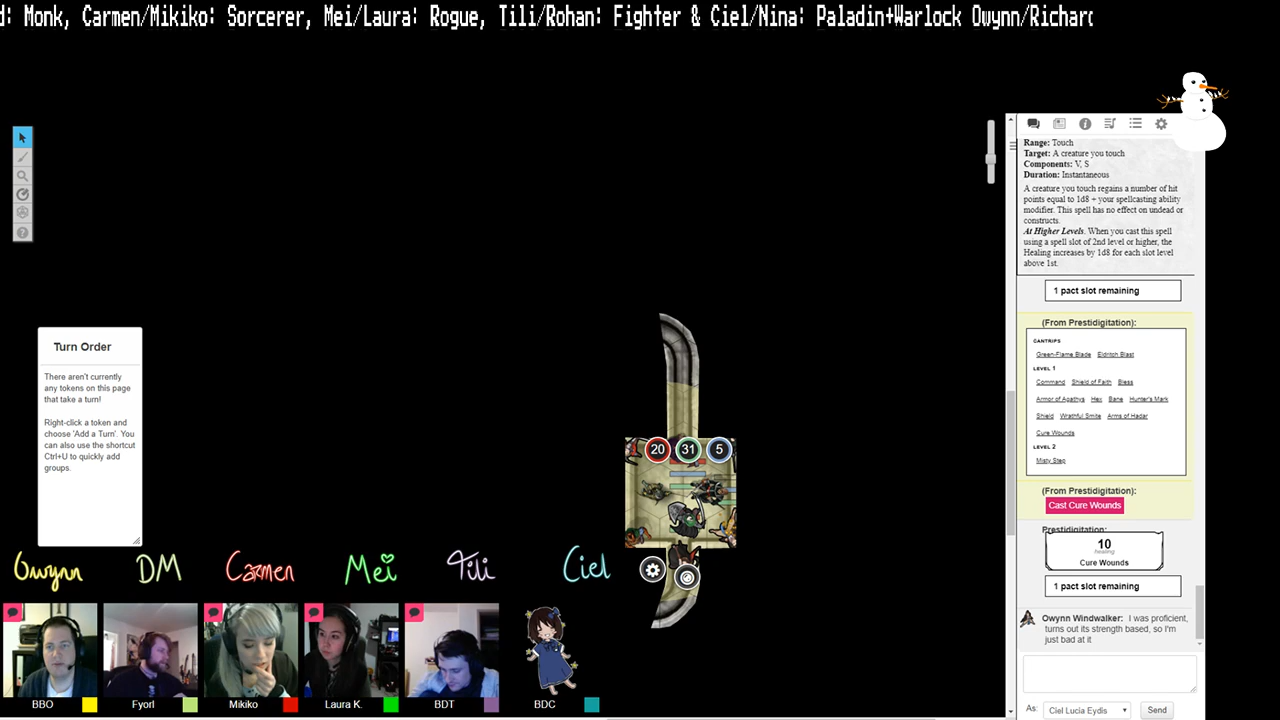 d: Monk, Carmen/Mikiko: Sorcerer, Mei/Laura: Rogue, Tili/Rohan: Fighter & Ciel/Nina: Paladin+Warlock Owynn/Richard
Range: Touch
Target: A creature you touch
Components: V, S
Duration: Instantaneous
A creature you touch regains a number of hit
points equal to 1d8 + your spellcasting ability
modifier. This spell has no effect on undead or
constructs.
At Higher Levels. When you cast this spell
using a spell slot of 2nd level or higher, the
Healing increases by 1d8 for each slot level
above 1st.
1 pact slot remaining
(From Prestidigitation):
CANTRIPS
Green-Flame Blade Eldritch Blast
LEVEL 1
Command Shield of Faith Bless
Armor of Agathys Hex Bane Hunter's Mark
Shield Wrathful Smite Arms of Hadar
Cure Wounds
LEVEL 2
Misty Step
(From Prestidigitation):
Cast Cure Wounds
Prestidigitation:
10
healing
Cure Wounds
1 pact slot remaining
Owynn Windwalker: I was proficient,
turns out its strength based, so I'm
just bad at it
As: Ciel Lucia Eydis Send
Turn Order
There aren't currently
any tokens on this page
that take a turn!
Right-click a token and
choose 'Add a Turn'. You
can also use the shortcut
Ctrl+U to quickly add
groups.
20 31 5
Owynn DM Carmen Mei Tili Ciel
BBO Fyorl Mikiko Laura K. BDT BDC